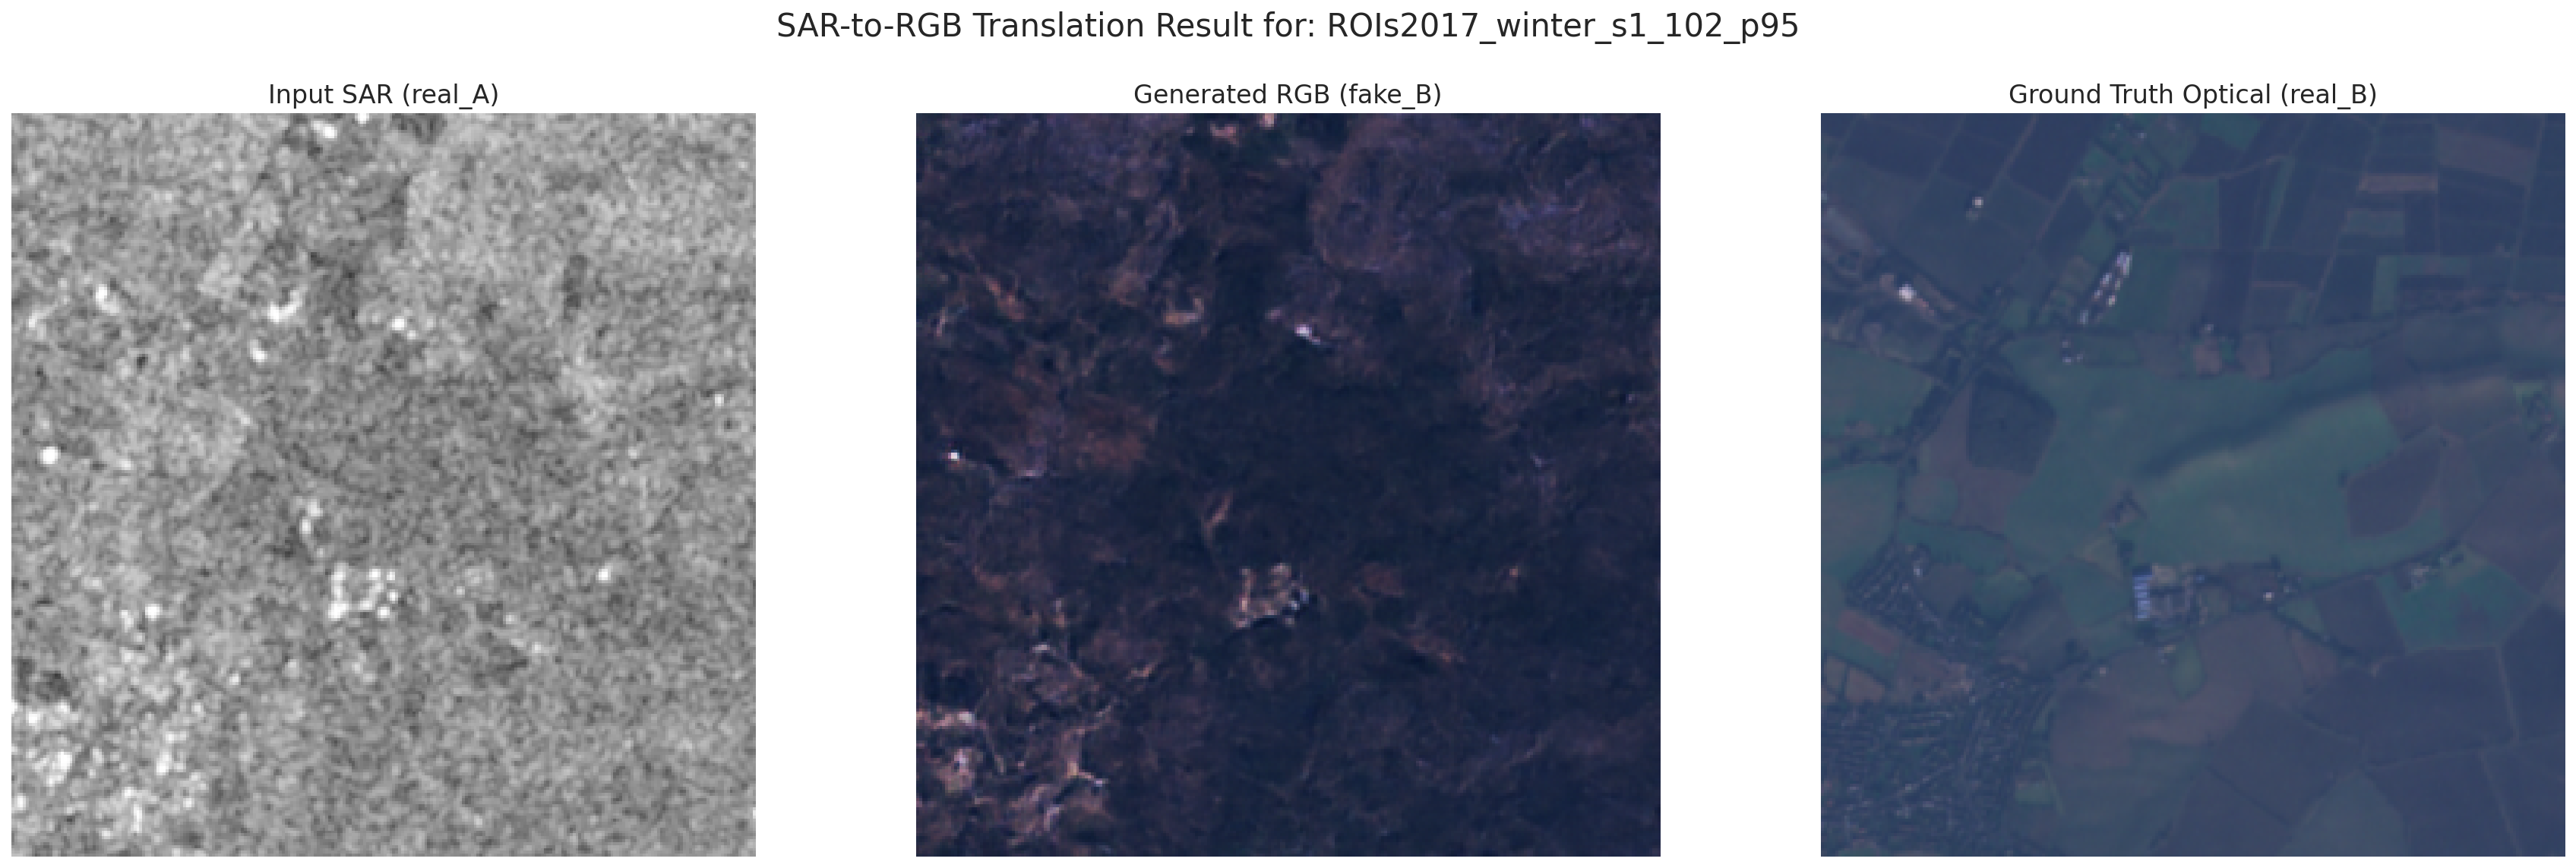 SAR-to-RGB Translation Result for: ROIs2017_winter_s1_102_p95
Input SAR (real_A)
Generated RGB (fake_B)
Ground Truth Optical (real_B)